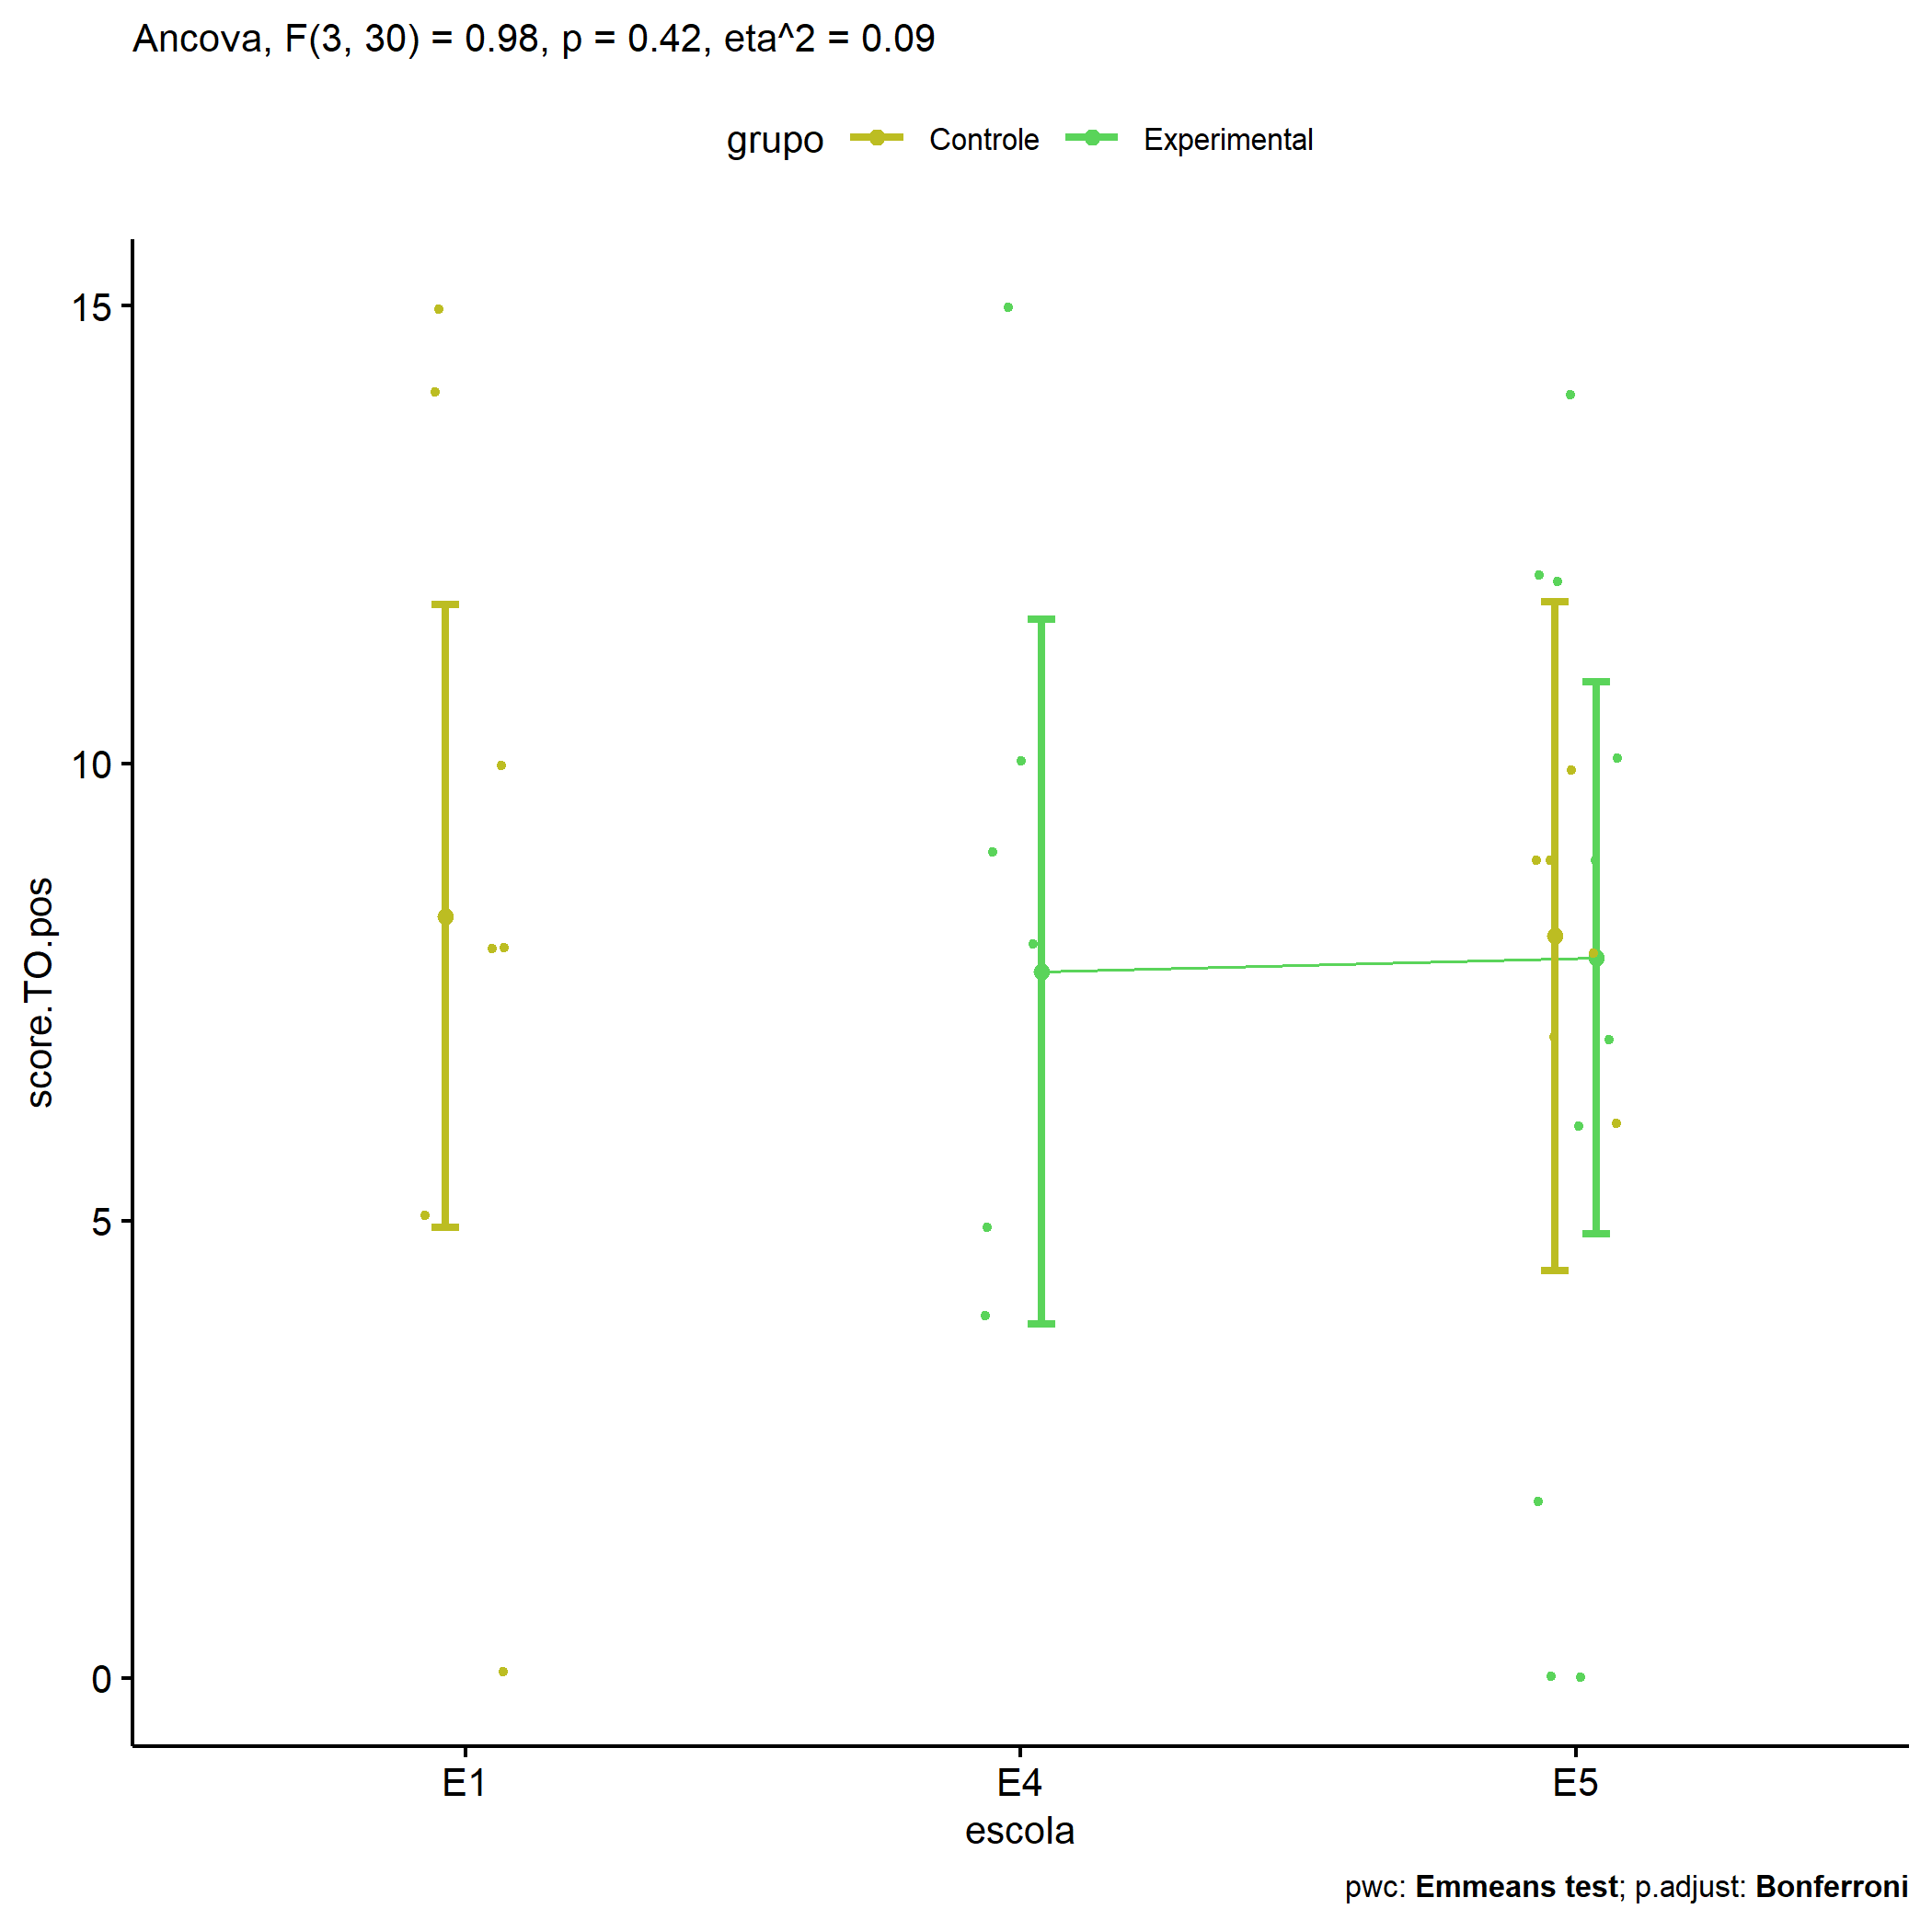 Ancova, F(3, 30) = 0.98, p = 0.42, eta^2 = 0.09
grupo Controle Experimental
score.TO.pos
15
10
5
0
E1 E4 E5
escola
pwc: Emmeans test; p.adjust: Bonferroni